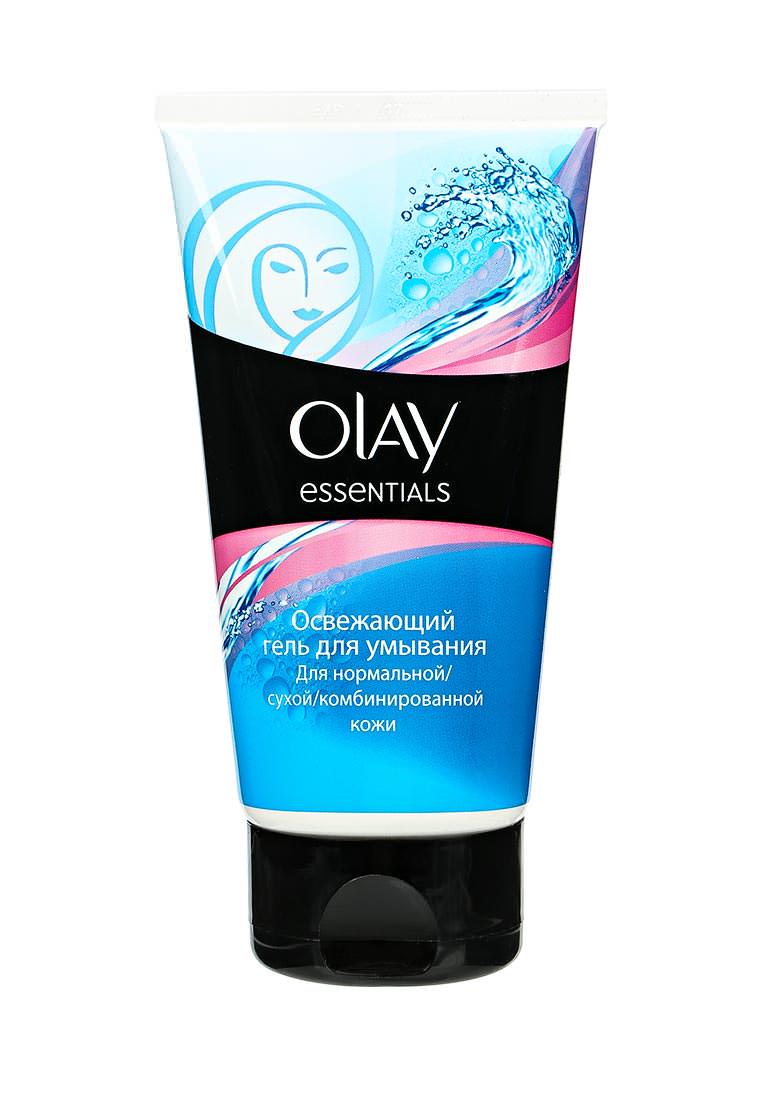 Olay
essentials
Освежающий
гель для умывания
Для нормальной/
сухой/комбинированной
кожи